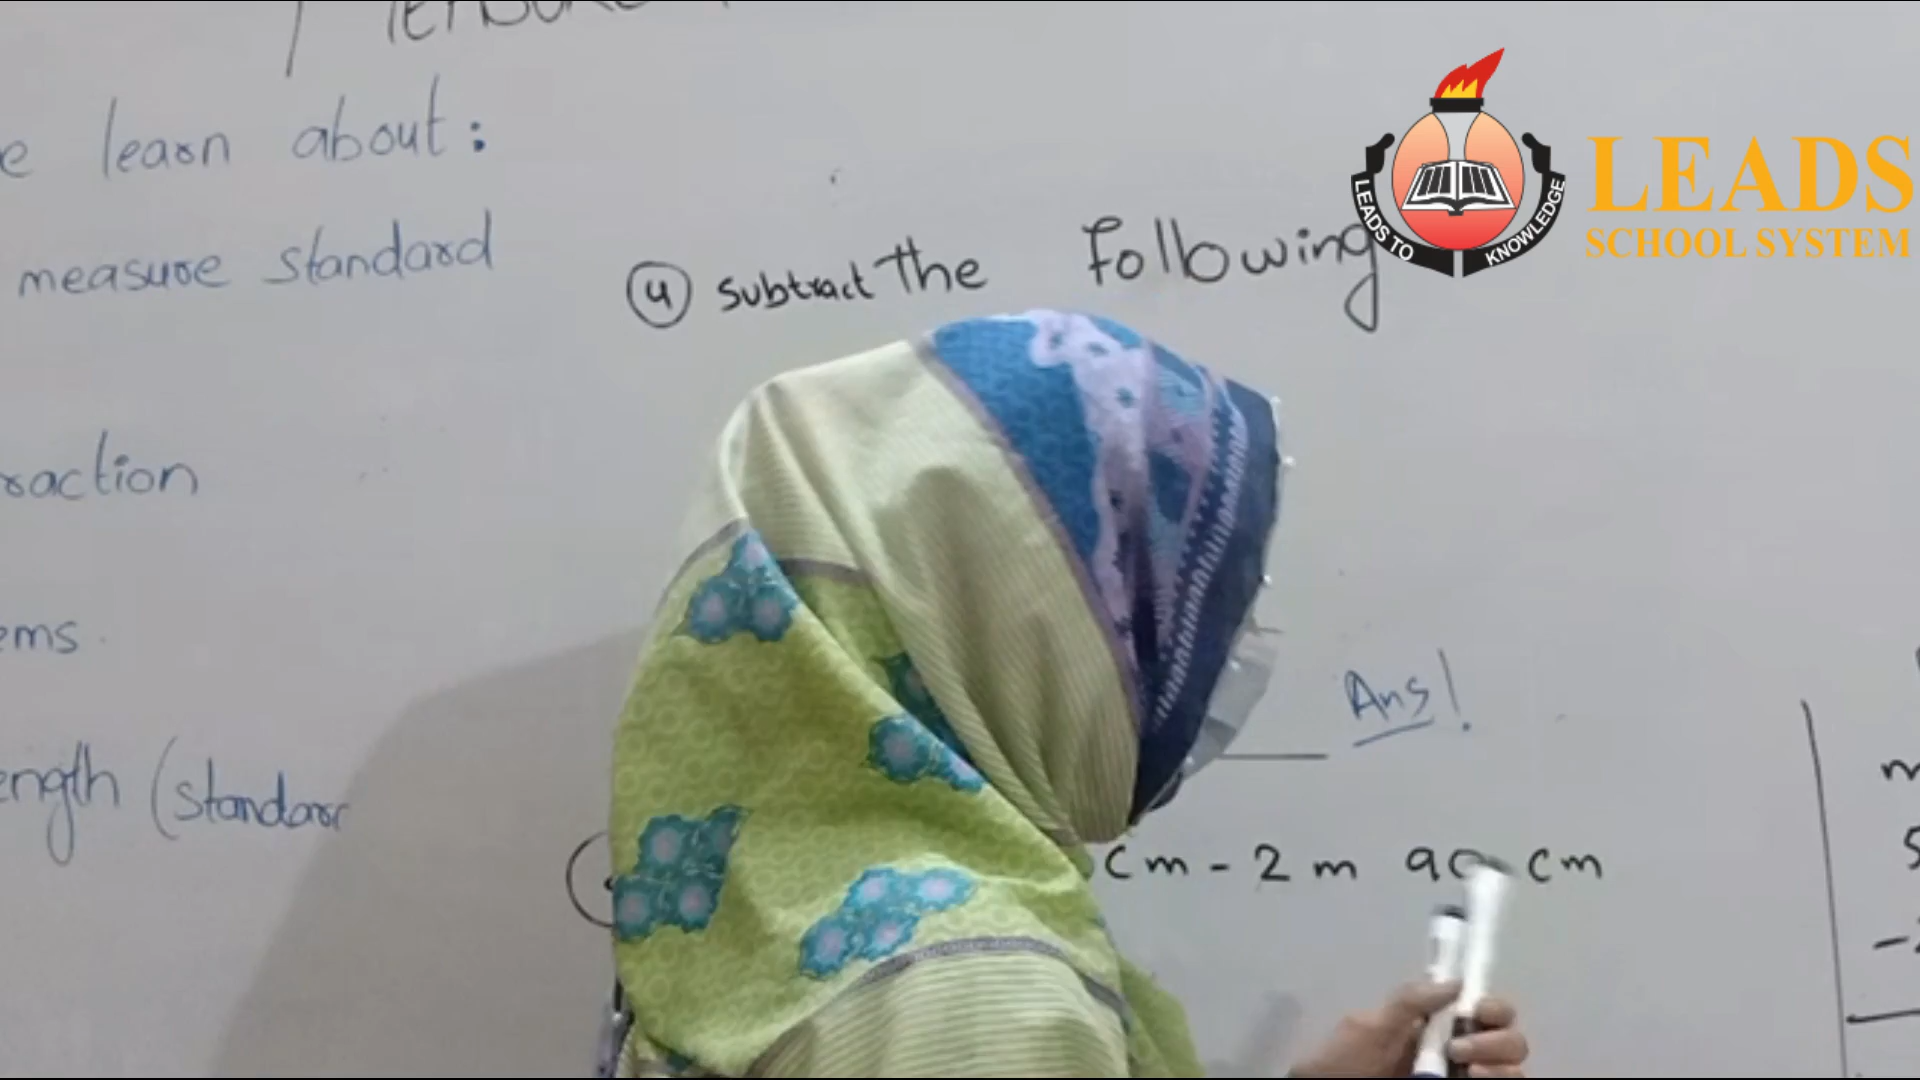 e learn about:
measure standard
raction
ems
ength (standar
4 Subtract The Following
Ans!
cm - 2 m 90 cm
m
LEADS TO KNOWLEDGE
LEADS
SCHOOL SYSTEM